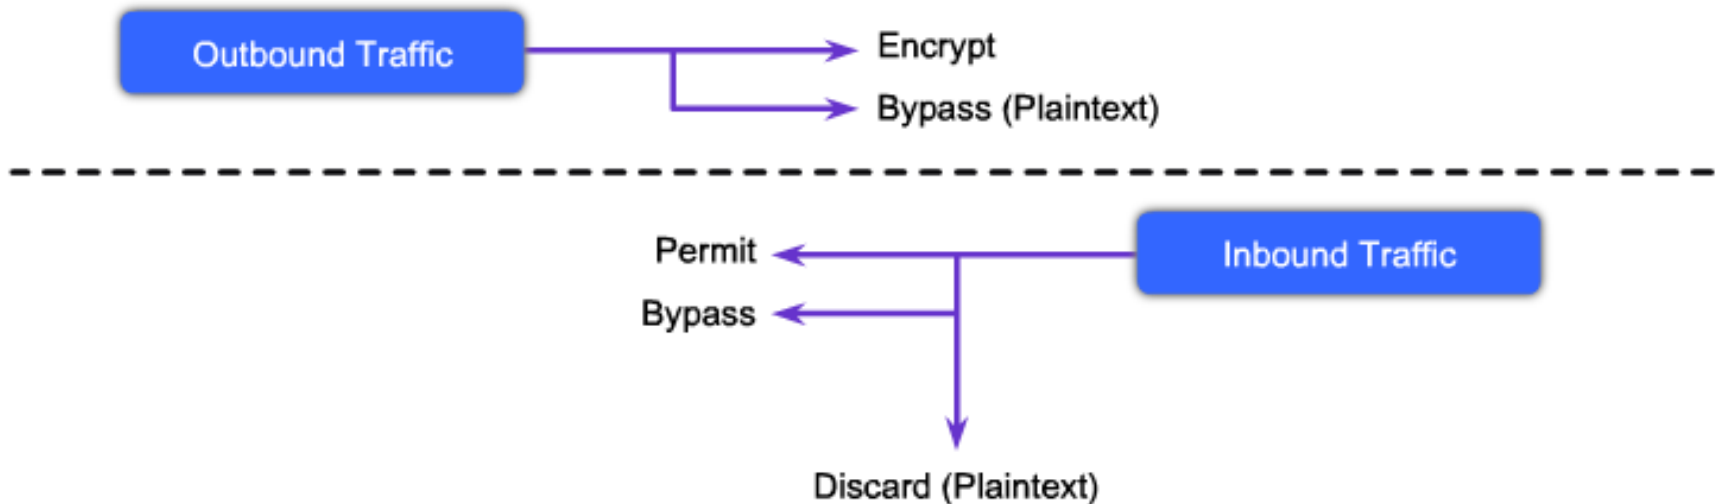 Outbound Traffic
Encrypt
Bypass (Plaintext)
Permit
Inbound Traffic
Bypass
Discard (Plaintext)